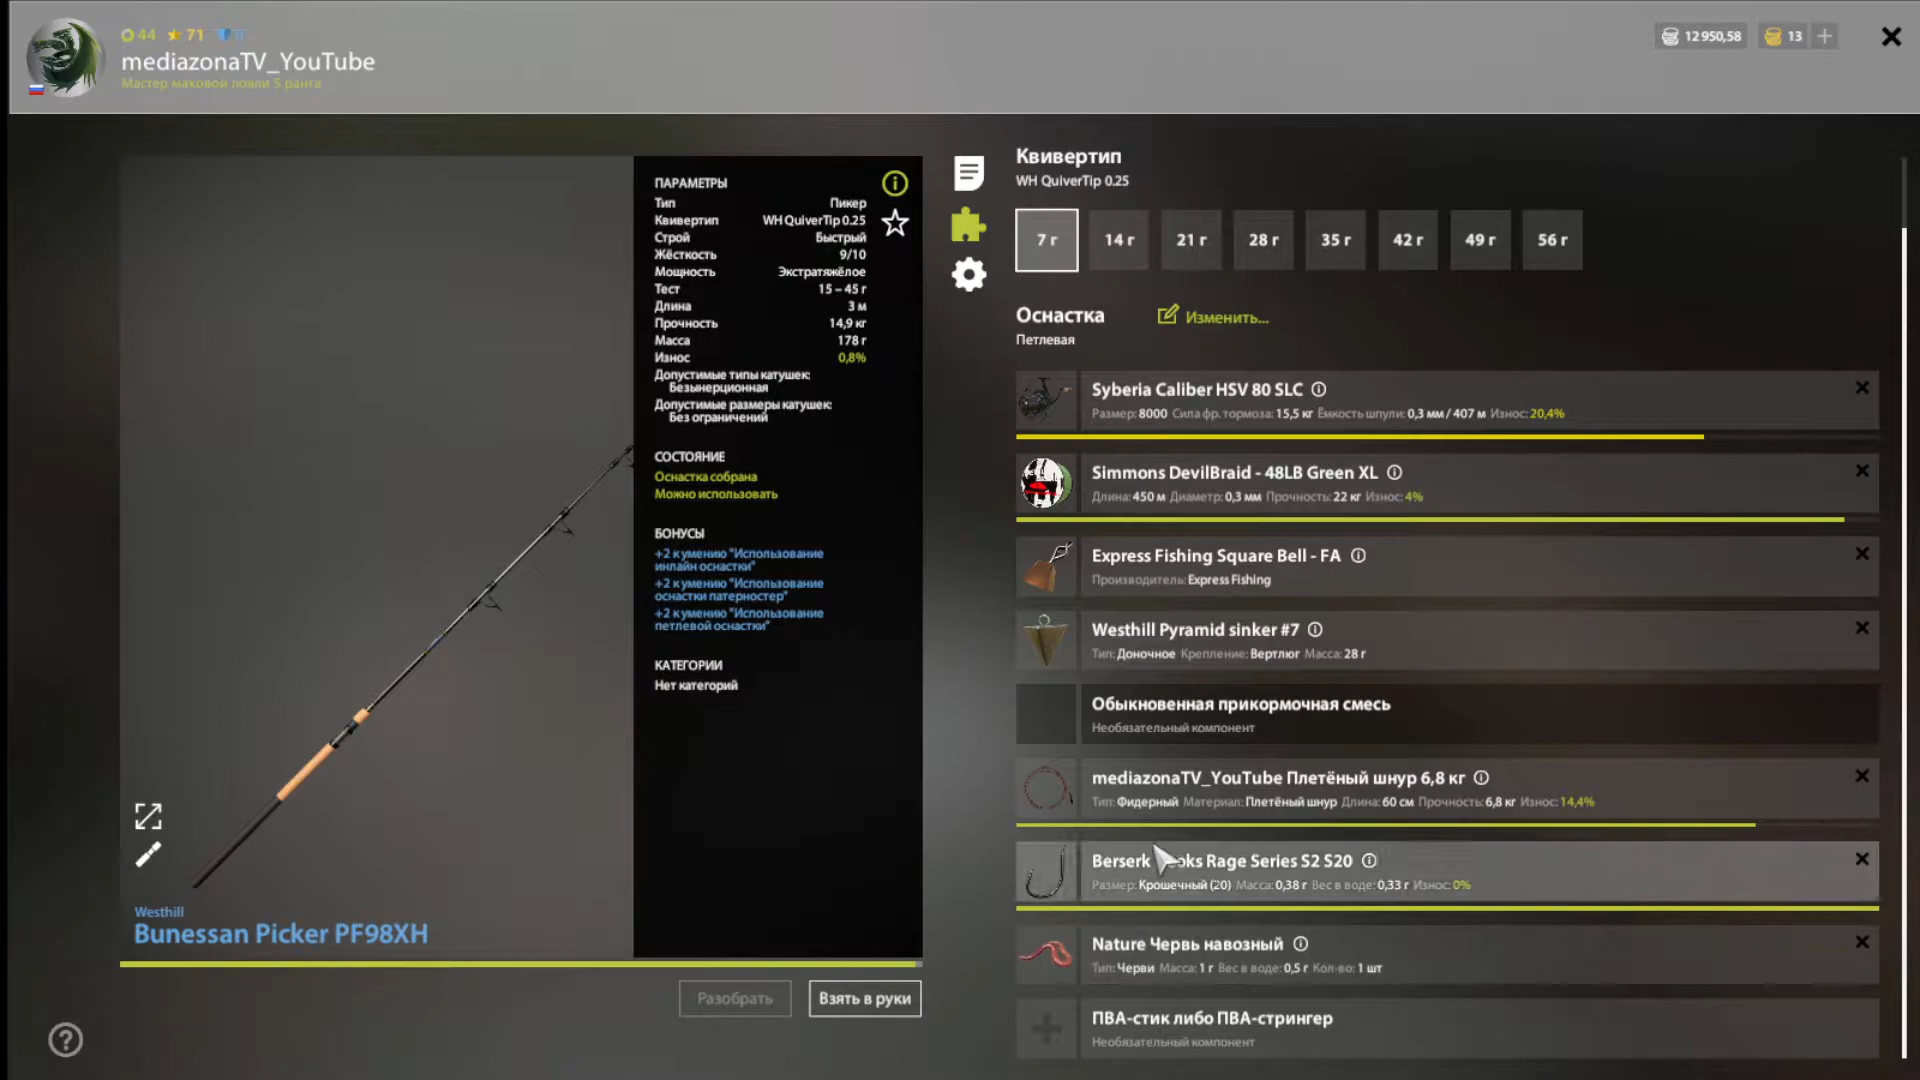 44 71
mediazonaTV_YouTube
Мастер маховой ловли 5 ранга
12 950,58 13
ПАРАМЕТРЫ
Тип Пикер
Квивертип WH QuiverTip 0.25
Строй Быстрый
Жёсткость 9/10
Мощность Экстратяжёлое
Тест 15 – 45 г
Длина 3 м
Прочность 14,9 кг
Масса 178 г
Износ 0,8%
Допустимые типы катушек:
Безынерционная
Допустимые размеры катушек:
Без ограничений
СОСТОЯНИЕ
Оснастка собрана
Можно использовать
БОНУСЫ
+2 к умению "Использование
инлайн оснастки"
+2 к умению "Использование
оснастки патерностер"
+2 к умению "Использование
петлевой оснастки"
КАТЕГОРИИ
Нет категорий
Westhill
Bunessan Picker PF98XH
Разобрать Взять в руки
Квивертип
WH QuiverTip 0.25
7 г 14 г 21 г 28 г 35 г 42 г 49 г 56 г
Оснастка Изменить...
Петлевая
Syberia Caliber HSV 80 SLC
Размер: 8000 Сила фр. тормоза: 15,5 кг Ёмкость шпули: 0,3 мм / 407 м Износ: 20,4%
Simmons DevilBraid - 48LB Green XL
Длина: 450 м Диаметр: 0,3 мм Прочность: 22 кг Износ: 4%
Express Fishing Square Bell - FA
Производитель: Express Fishing
Westhill Pyramid sinker #7
Тип: Доночное Крепление: Вертлюг Масса: 28 г
Обыкновенная прикормочная смесь
Необязательный компонент
mediazonaTV_YouTube Плетёный шнур 6,8 кг
Тип: Фидерный Материал: Плетёный шнур Длина: 60 см Прочность: 6,8 кг Износ: 14,4%
Berserk Rage Series S2 S20
Размер: Крошечный (20) Масса: 0,38 г Вес в воде: 0,33 г Износ: 0%
Nature Червь навозный
Тип: Черви Масса: 1 г Вес в воде: 0,5 г Кол-во: 1 шт
ПВА-стик либо ПВА-стрингер
Необязательный компонент